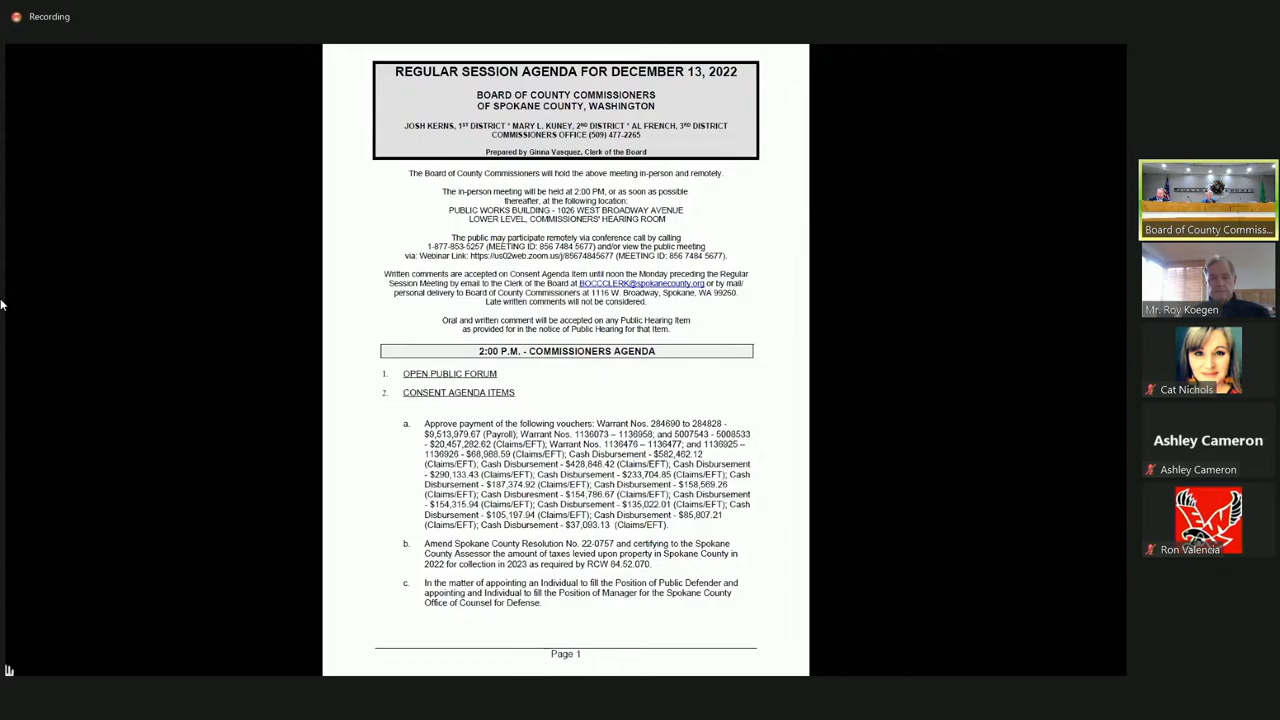 Recording
REGULAR SESSION AGENDA FOR DECEMBER 13, 2022
BOARD OF COUNTY COMMISSIONERS
OF SPOKANE COUNTY, WASHINGTON
JOSH KERNS, 1ST DISTRICT * MARY L. KUNEY, 2ND DISTRICT * AL FRENCH, 3RD DISTRICT
COMMISSIONERS OFFICE (509) 477-2265
Prepared by Ginna Vasquez, Clerk of the Board
The Board of County Commissioners will hold the above meeting in-person and remotely.
The in-person meeting will be held at 2:00 PM, or as soon as possible
thereafter, at the following location:
PUBLIC WORKS BUILDING - 1026 WEST BROADWAY AVENUE
LOWER LEVEL, COMMISSIONERS' HEARING ROOM
The public may participate remotely via conference call by calling
1-877-853-5257 (MEETING ID: 856 7484 5677) and/or view the public meeting
via: Webinar Link: https://us02web.zoom.us/j/85674845677 (MEETING ID: 856 7484 5677).
Written comments are accepted on Consent Agenda Item until noon the Monday preceding the Regular
Session Meeting by email to the Clerk of the Board at BOCCCLERK@spokanecounty.org or by mail/
personal delivery to Board of County Commissioners at 1116 W. Broadway, Spokane, WA 99260.
Late written comments will not be considered.
Oral and written comment will be accepted on any Public Hearing Item
as provided for in the notice of Public Hearing for that Item.
2:00 P.M. - COMMISSIONERS AGENDA
1. OPEN PUBLIC FORUM
2. CONSENT AGENDA ITEMS
a. Approve payment of the following vouchers: Warrant Nos. 284690 to 284828 -
$9,513,979.67 (Payroll); Warrant Nos. 1136073 – 1136958; and 5007543 - 5008533
- $20,457,282.62 (Claims/EFT); Warrant Nos. 1136476 – 1136477; and 1136925 –
1136926 - $68,988.59 (Claims/EFT); Cash Disbursement - $582,462.12
(Claims/EFT); Cash Disbursement - $428,848.42 (Claims/EFT); Cash Disbursement
- $290,133.43 (Claims/EFT); Cash Disbursement - $233,704.85 (Claims/EFT); Cash
Disbursement - $187,374.92 (Claims/EFT); Cash Disbursement - $158,569.26
(Claims/EFT); Cash Disbursement - $154,786.67 (Claims/EFT); Cash Disbursement
- $154,315.94 (Claims/EFT); Cash Disbursement - $135,022.01 (Claims/EFT); Cash
Disbursement - $105,197.94 (Claims/EFT); Cash Disbursement - $85,807.21
(Claims/EFT); Cash Disbursement - $37,093.13 (Claims/EFT).
b. Amend Spokane County Resolution No. 22-0757 and certifying to the Spokane
County Assessor the amount of taxes levied upon property in Spokane County in
2022 for collection in 2023 as required by RCW 84.52.070.
c. In the matter of appointing an Individual to fill the Position of Public Defender and
appointing and Individual to fill the Position of Manager for the Spokane County
Office of Counsel for Defense.
Page 1
Board of County Commiss...
Mr. Roy Koegen
Cat Nichols
Ashley Cameron
Ashley Cameron
Ron Valencia